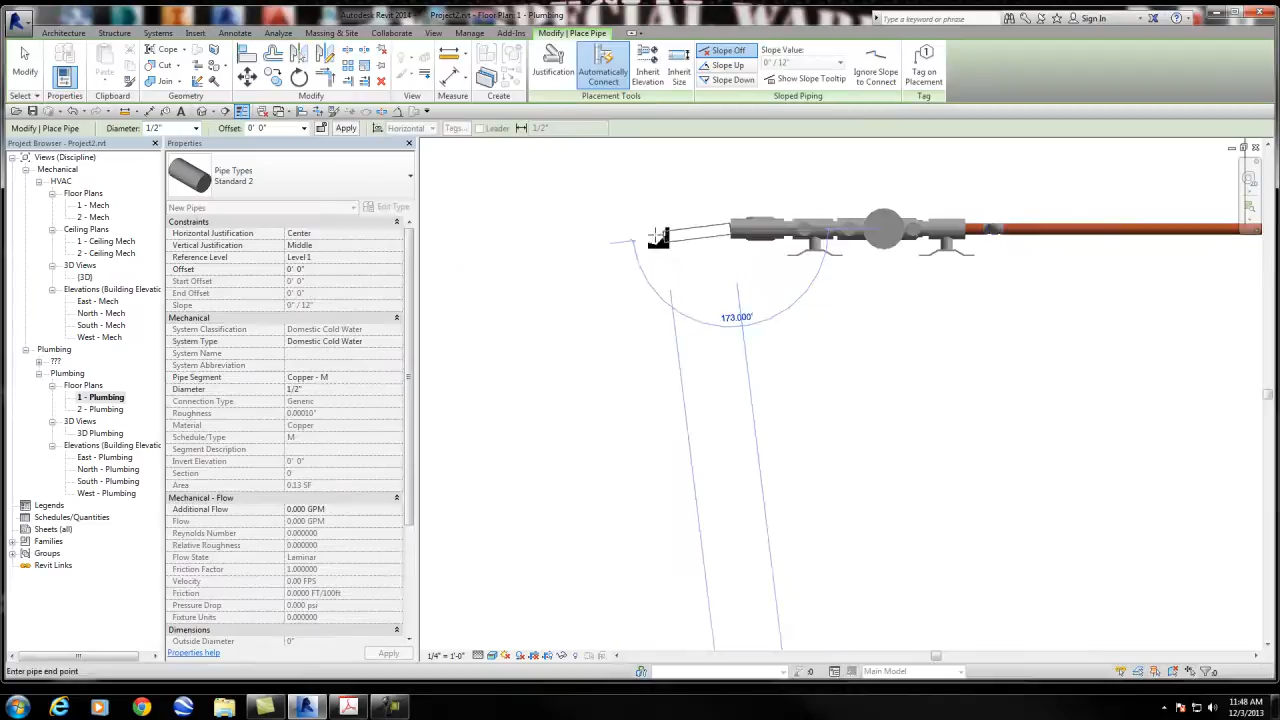 Autodesk Revit 2014 - Project2.rvt - Floor Plan: 1 - Plumbing
Type a keyword or phrase
Sign In
Architecture Structure Systems Insert Annotate Analyze Massing & Site Collaborate View Manage Add-Ins Modify | Place Pipe
Modify
Properties
Paste
Cope
Cut
Join
Justification
Automatically Connect
Inherit Elevation
Inherit Size
Slope Off
Slope Up
Slope Down
Slope Value:
0" / 12"
Show Slope Tooltip
Ignore Slope to Connect
Tag on Placement
Select Properties Clipboard Geometry Modify View Measure Create Placement Tools Sloped Piping Tag
Modify | Place Pipe Diameter: 1/2" Offset: 0' 0" Apply Horizontal Tags... Leader 1/2"
Project Browser - Project2.rvt
Views (Discipline)
Mechanical
HVAC
Floor Plans
1 - Mech
2 - Mech
Ceiling Plans
1 - Ceiling Mech
2 - Ceiling Mech
3D Views
{3D}
Elevations (Building Elevatic
East - Mech
North - Mech
South - Mech
West - Mech
Plumbing
???
Plumbing
Floor Plans
1 - Plumbing
2 - Plumbing
3D Views
3D Plumbing
Elevations (Building Elevatic
East - Plumbing
North - Plumbing
South - Plumbing
West - Plumbing
Legends
Schedules/Quantities
Sheets (all)
Families
Groups
Revit Links
Properties
Pipe Types
Standard 2
New Pipes Edit Type
Constraints
Horizontal Justification Center
Vertical Justification Middle
Reference Level Level 1
Offset 0' 0"
Start Offset 0' 0"
End Offset 0' 0"
Slope 0" / 12"
Mechanical
System Classification Domestic Cold Water
System Type Domestic Cold Water
System Name
System Abbreviation
Pipe Segment Copper - M
Diameter 1/2"
Connection Type Generic
Roughness 0.00010"
Material Copper
Schedule/Type M
Segment Description
Invert Elevation 0' 0"
Section 0
Area 0.13 SF
Mechanical - Flow
Additional Flow 0.000 GPM
Flow 0.000 GPM
Reynolds Number 0.000000
Relative Roughness 0.000000
Flow State Laminar
Friction Factor 1.000000
Velocity 0.00 FPS
Friction 0.0000 FT/100ft
Pressure Drop 0.000 psi
Fixture Units 0.000000
Dimensions
Outside Diameter 0"
Properties help Apply
173.000°
1/4" = 1'-0"
Enter pipe end point
:0
Main Model
:0
11:48 AM
12/3/2013